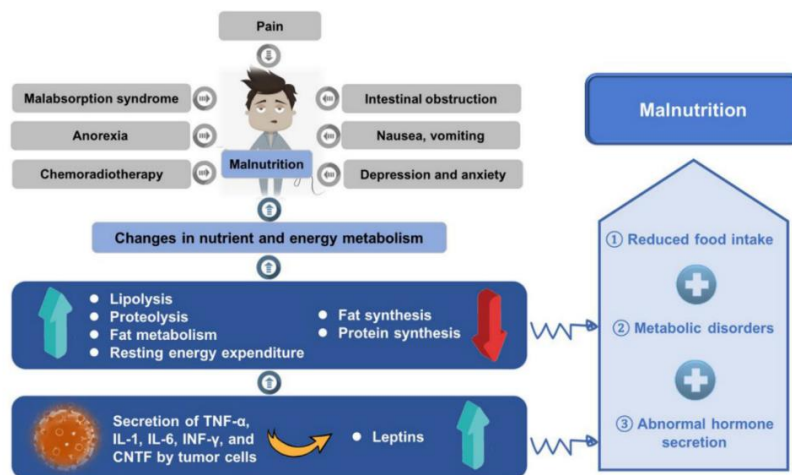 Pain
Malabsorption syndrome
Anorexia
Chemoradiotherapy
Malnutrition
Intestinal obstruction
Nausea, vomiting
Depression and anxiety
Changes in nutrient and energy metabolism
● Lipolysis
● Proteolysis
● Fat metabolism
● Resting energy expenditure
● Fat synthesis
● Protein synthesis
Secretion of TNF-α,
IL-1, IL-6, INF-γ, and
CNTF by tumor cells
● Leptins
Malnutrition
① Reduced food intake
② Metabolic disorders
③ Abnormal hormone
secretion